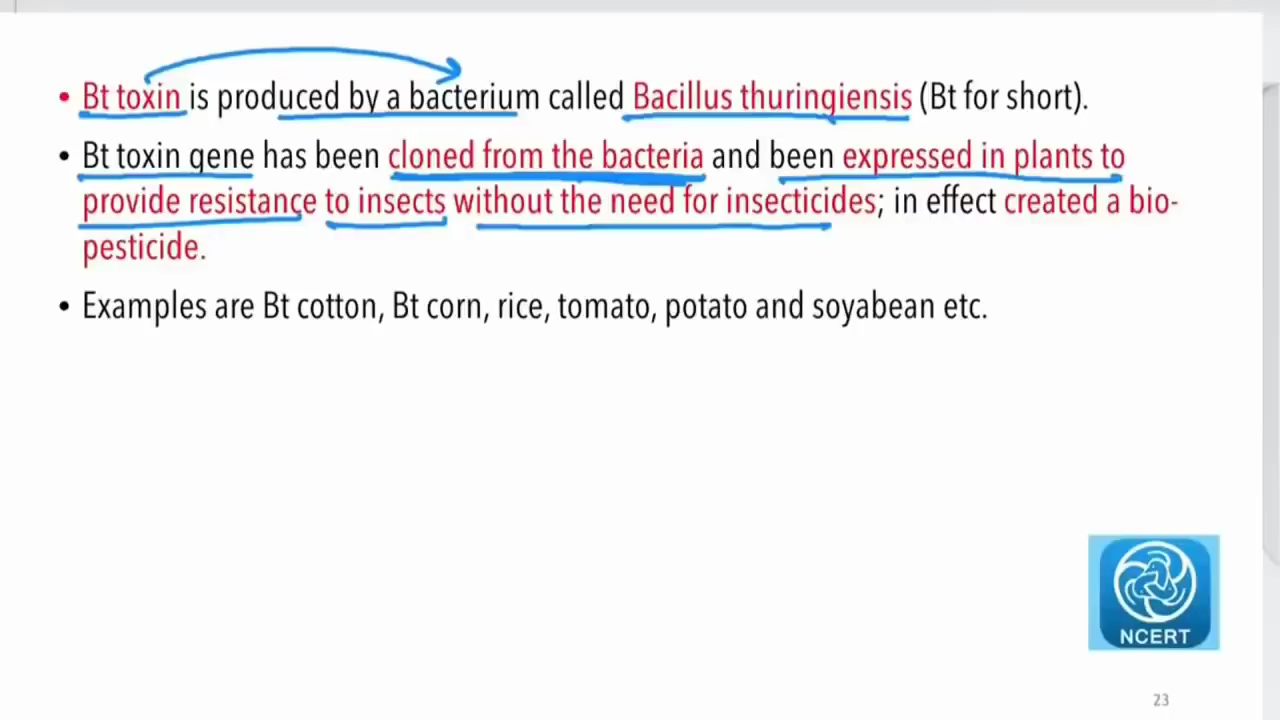 • Bt toxin is produced by a bacterium called Bacillus thuringiensis (Bt for short).
• Bt toxin gene has been cloned from the bacteria and been expressed in plants to
provide resistance to insects without the need for insecticides; in effect created a bio-
pesticide.
• Examples are Bt cotton, Bt corn, rice, tomato, potato and soyabean etc.
NCERT
23